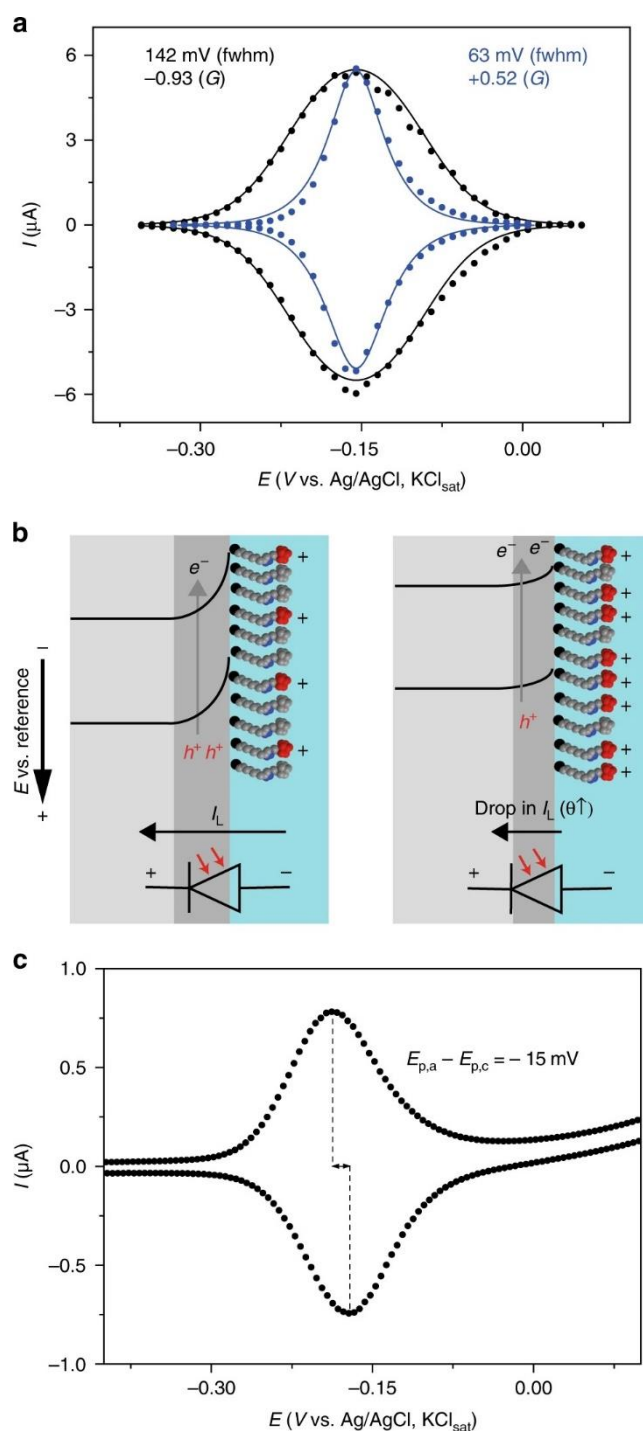 a
142 mV (fwhm)
−0.93 (G)
63 mV (fwhm)
+0.52 (G)
6
3
0
−3
−6
I (μA)
−0.30
−0.15
0.00
E (V vs. Ag/AgCl, KClsat)
b
E vs. reference
−
+
e−
h+ h+
+
+
+
+
IL
+
−
e− e−
h+
+
+
+
+
+
+
+
Drop in IL (θ↑)
+
−
c
1.0
0.5
0.0
−0.5
−1.0
I (μA)
Ep,a − Ep,c = − 15 mV
−0.30
−0.15
0.00
E (V vs. Ag/AgCl, KClsat)